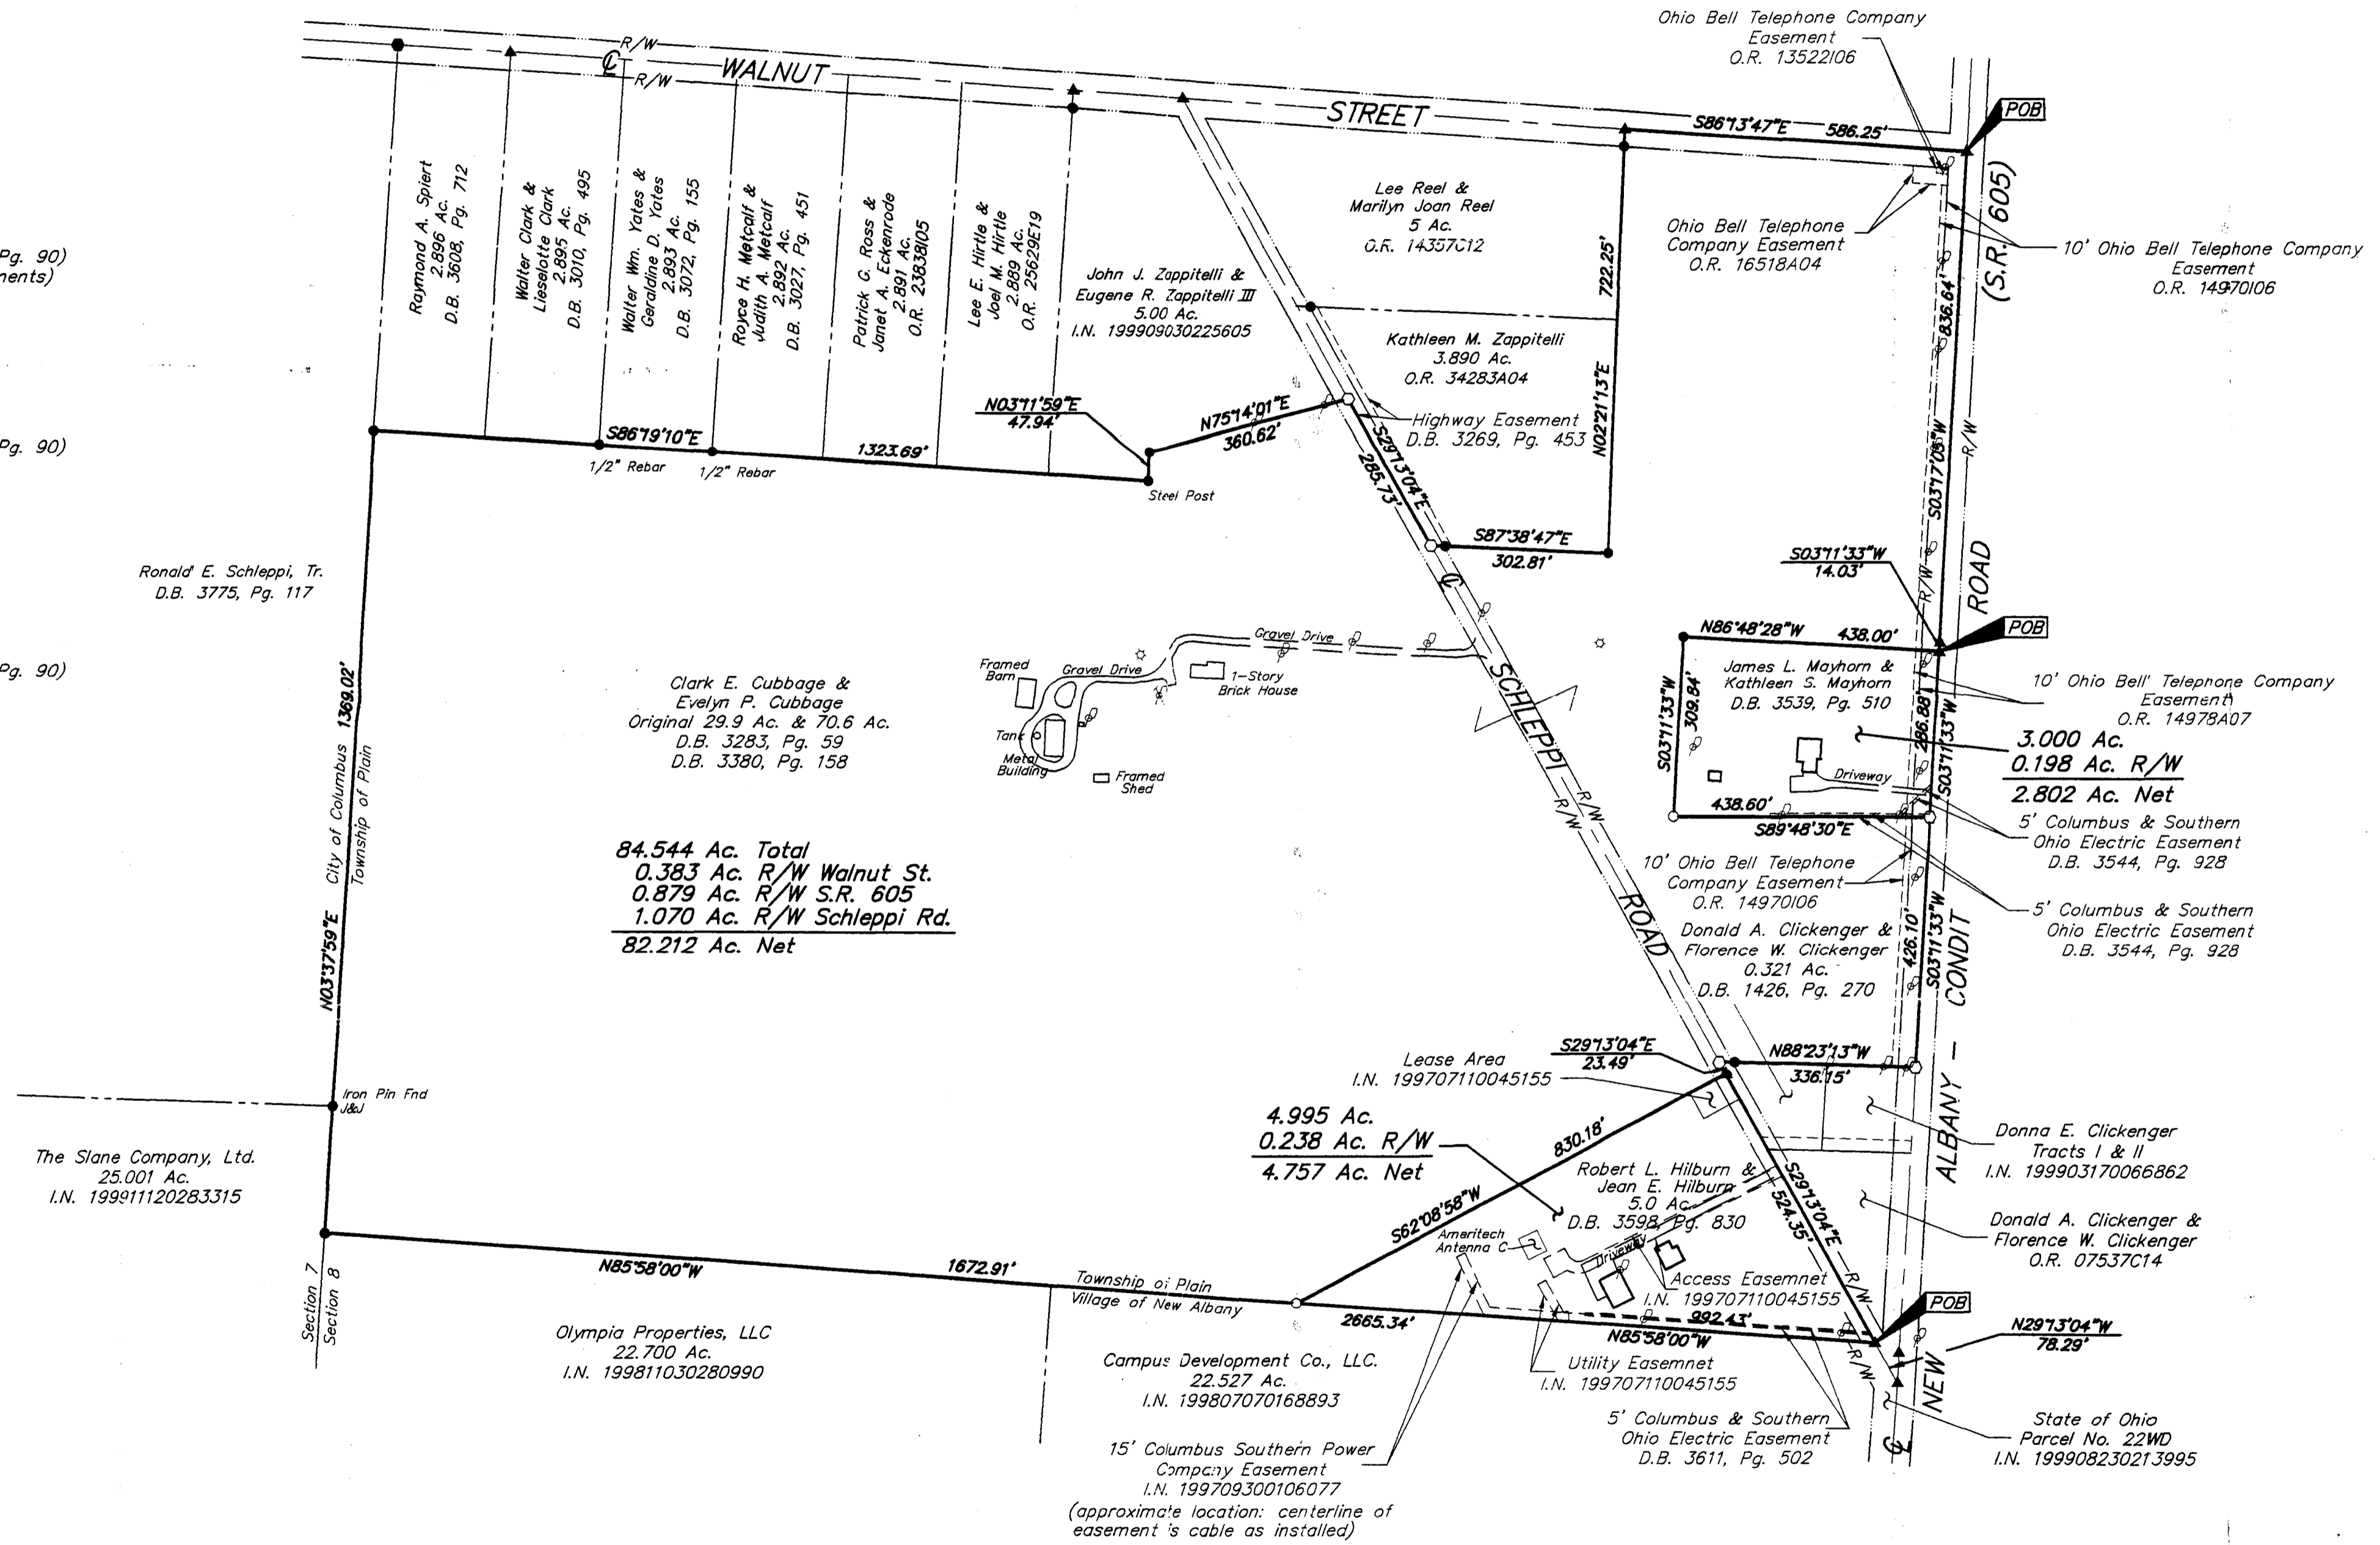 Ohio Bell Telephone Company
Easement
O.R. 13522I06
R/W
R/W
WALNUT
STREET
S86°13'47"E 586.25'
POB
(S.R. 605)
Raymond A. Spiert
2.896 Ac.
D.B. 3608, Pg. 712
Walter Clark &
Lieselotte Clark
2.895 Ac.
D.B. 3010, Pg. 495
Walter Wm. Yates &
Geraldine D. Yates
2.893 Ac.
D.B. 3072, Pg. 155
Royce H. Metcalf &
Judith A. Metcalf
2.892 Ac.
D.B. 3027, Pg. 451
Patrick G. Ross &
Janet A. Eckenrode
2.891 Ac.
O.R. 23838I05
Lee E. Hirtle &
Joel M. Hirtle
2.889 Ac.
O.R. 25629E19
John J. Zappitelli &
Eugene R. Zappitelli III
5.00 Ac.
I.N. 199909030225605
Lee Reel &
Marilyn Joan Reel
5 Ac.
O.R. 14357C12
Kathleen M. Zappitelli
3.890 Ac.
O.R. 34283A04
722.25'
N02°21'13"E
Ohio Bell Telephone
Company Easement
O.R. 16518A04
10' Ohio Bell Telephone Company
Easement
O.R. 14970I06
836.64'
S03°17'05"W
R/W
Pg. 90)
ments)
Pg. 90)
Pg. 90)
S86°19'10"E
1323.69'
1/2" Rebar
1/2" Rebar
N03°11'59"E
47.94'
Steel Post
N75°14'01"E
360.62'
Highway Easement
D.B. 3269, Pg. 453
S29°13'04"E
285.73'
S87°38'47"E
302.81'
Ronald E. Schleppi, Tr.
D.B. 3775, Pg. 117
1369.02'
N03°37'59"E
City of Columbus
Township of Plain
Clark E. Cubbage &
Evelyn P. Cubbage
Original 29.9 Ac. & 70.6 Ac.
D.B. 3283, Pg. 59
D.B. 3380, Pg. 158
Framed
Barn
Gravel Drive
Gravel Drive
1-Story
Brick House
Tank
Metal
Building
Framed
Shed
84.544 Ac. Total
0.383 Ac. R/W Walnut St.
0.879 Ac. R/W S.R. 605
1.070 Ac. R/W Schleppi Rd.
82.212 Ac. Net
SCHLEPPI
ROAD
R/W
R/W
S03°11'33"W
14.03'
R/W
ROAD
POB
N86°48'28"W 438.00'
James L. Mayhorn &
Kathleen S. Mayhorn
D.B. 3539, Pg. 510
S03°11'33"W
309.84'
Driveway
438.60'
S89°48'30"E
286.88'
S03°11'33"W
10' Ohio Bell Telephone Company
Easement
O.R. 14978A07
3.000 Ac.
0.198 Ac. R/W
2.802 Ac. Net
5' Columbus & Southern
Ohio Electric Easement
D.B. 3544, Pg. 928
5' Columbus & Southern
Ohio Electric Easement
D.B. 3544, Pg. 928
10' Ohio Bell Telephone
Company Easement
O.R. 14970I06
Donald A. Clickenger &
Florence W. Clickenger
0.321 Ac.
D.B. 1426, Pg. 270
426.10'
S03°11'33"W
NEW ALBANY - CONDIT
N88°23'13"W
336.15'
S29°13'04"E
23.49'
Lease Area
I.N. 199707110045155
Iron Pin Fnd
J&J
The Slane Company, Ltd.
25.001 Ac.
I.N. 199911120283315
4.995 Ac.
0.238 Ac. R/W
4.757 Ac. Net
830.18'
S62°08'58"W
Robert L. Hilburn &
Jean E. Hilburn
5.0 Ac.
D.B. 3598, Pg. 830
Ameritech
Antenna C
Driveway
Access Easemnet
I.N. 199707110045155
S29°13'04"E
524.35'
R/W
Donna E. Clickenger
Tracts I & II
I.N. 199903170066862
Donald A. Clickenger &
Florence W. Clickenger
O.R. 07537C14
POB
N29°13'04"W
78.29'
N85°58'00"W
1672.91'
Township of Plain
Village of New Albany
Section 7
Section 8
2665.34'
992.43'
N85°58'00"W
R/W
Olympia Properties, LLC
22.700 Ac.
I.N. 199811030280990
Campus Development Co., LLC.
22.527 Ac.
I.N. 199807070168893
Utility Easemnet
I.N. 199707110045155
5' Columbus & Southern
Ohio Electric Easement
D.B. 3611, Pg. 502
State of Ohio
Parcel No. 22WD
I.N. 199908230213995
15' Columbus Southern Power
Company Easement
I.N. 199709300106077
(approximate location: centerline of
easement is cable as installed)